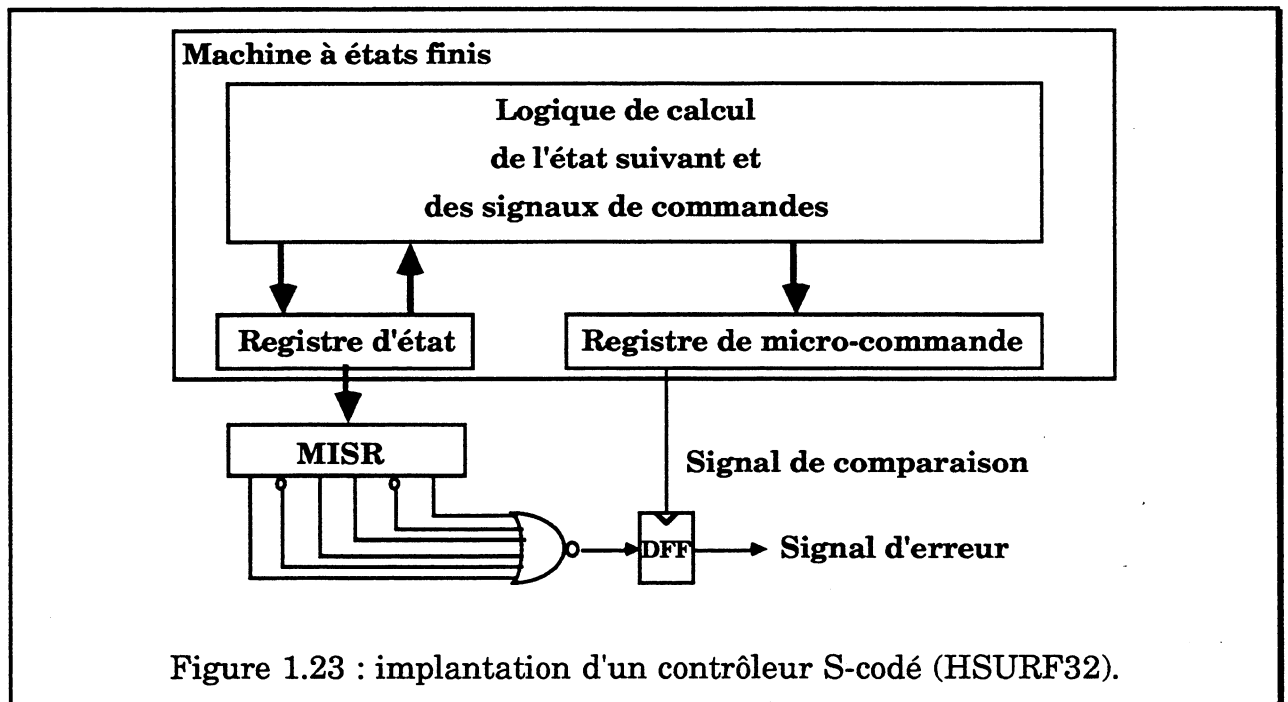 Machine à états finis
Logique de calcul
de l'état suivant et
des signaux de commandes
Registre d'état
Registre de micro-commande
MISR
Signal de comparaison
DFF
Signal d'erreur
Figure 1.23 : implantation d'un contrôleur S-codé (HSURF32).